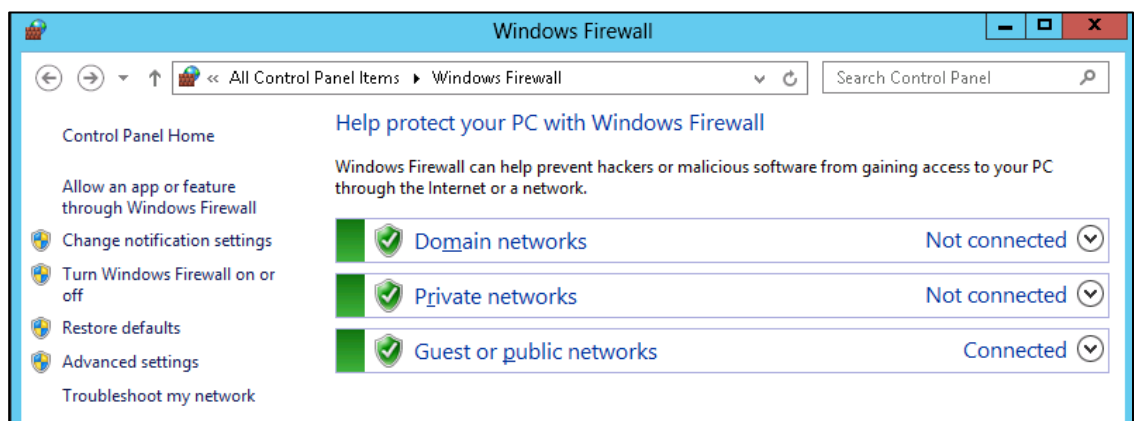 Windows Firewall
« All Control Panel Items ▸ Windows Firewall
Search Control Panel
Control Panel Home
Allow an app or feature
through Windows Firewall
Change notification settings
Turn Windows Firewall on or
off
Restore defaults
Advanced settings
Troubleshoot my network
Help protect your PC with Windows Firewall
Windows Firewall can help prevent hackers or malicious software from gaining access to your PC
through the Internet or a network.
Domain networks Not connected
Private networks Not connected
Guest or public networks Connected